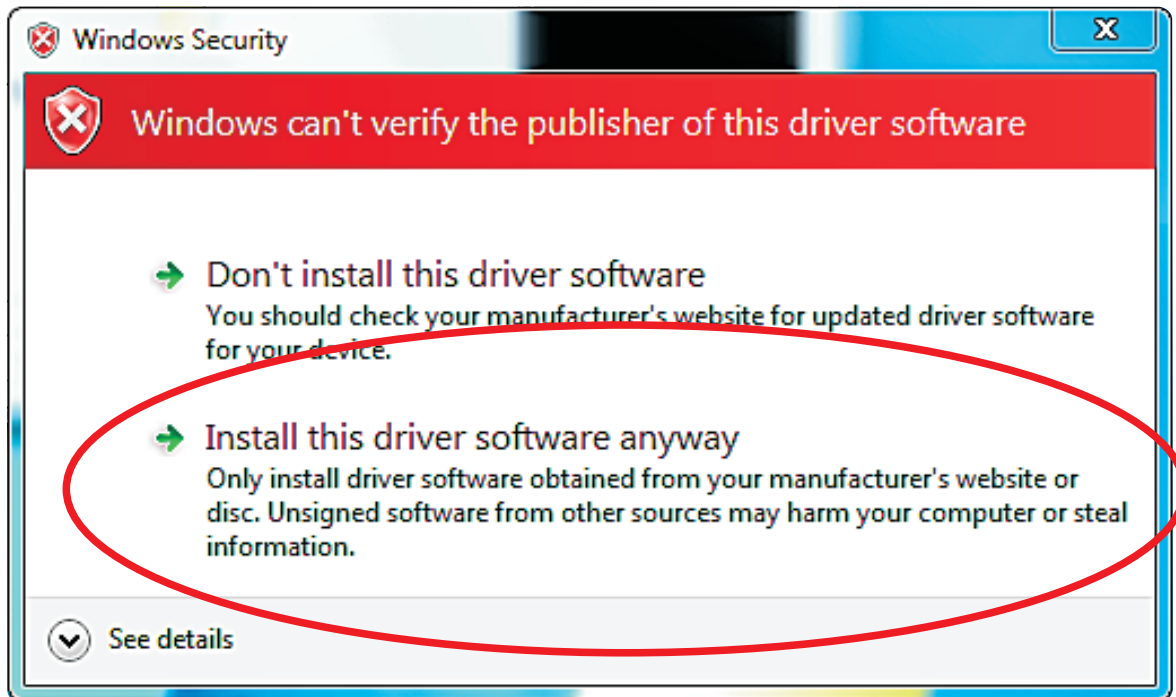 Windows Security
X
Windows can't verify the publisher of this driver software
Don't install this driver software
You should check your manufacturer's website for updated driver software
for your device.
Install this driver software anyway
Only install driver software obtained from your manufacturer's website or
disc. Unsigned software from other sources may harm your computer or steal
information.
See details